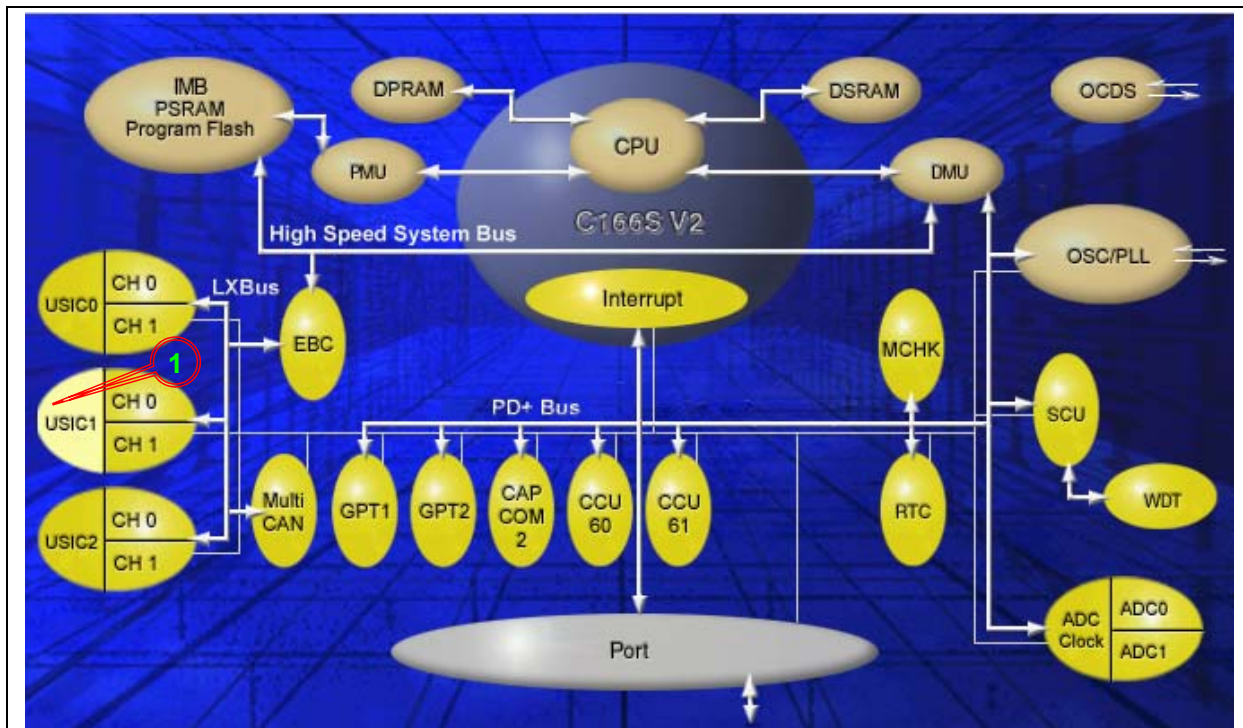 IMB
PSRAM
Program Flash
DPRAM
DSRAM
OCDS
CPU
PMU
DMU
C166S V2
High Speed System Bus
OSC/PLL
USIC0
CH 0
CH 1
LXBus
Interrupt
EBC
MCHK
1
USIC1
CH 0
CH 1
PD+ Bus
SCU
Multi
CAN
GPT1
GPT2
CAP
COM
2
CCU
60
CCU
61
RTC
WDT
USIC2
CH 0
CH 1
Port
ADC
Clock
ADC0
ADC1